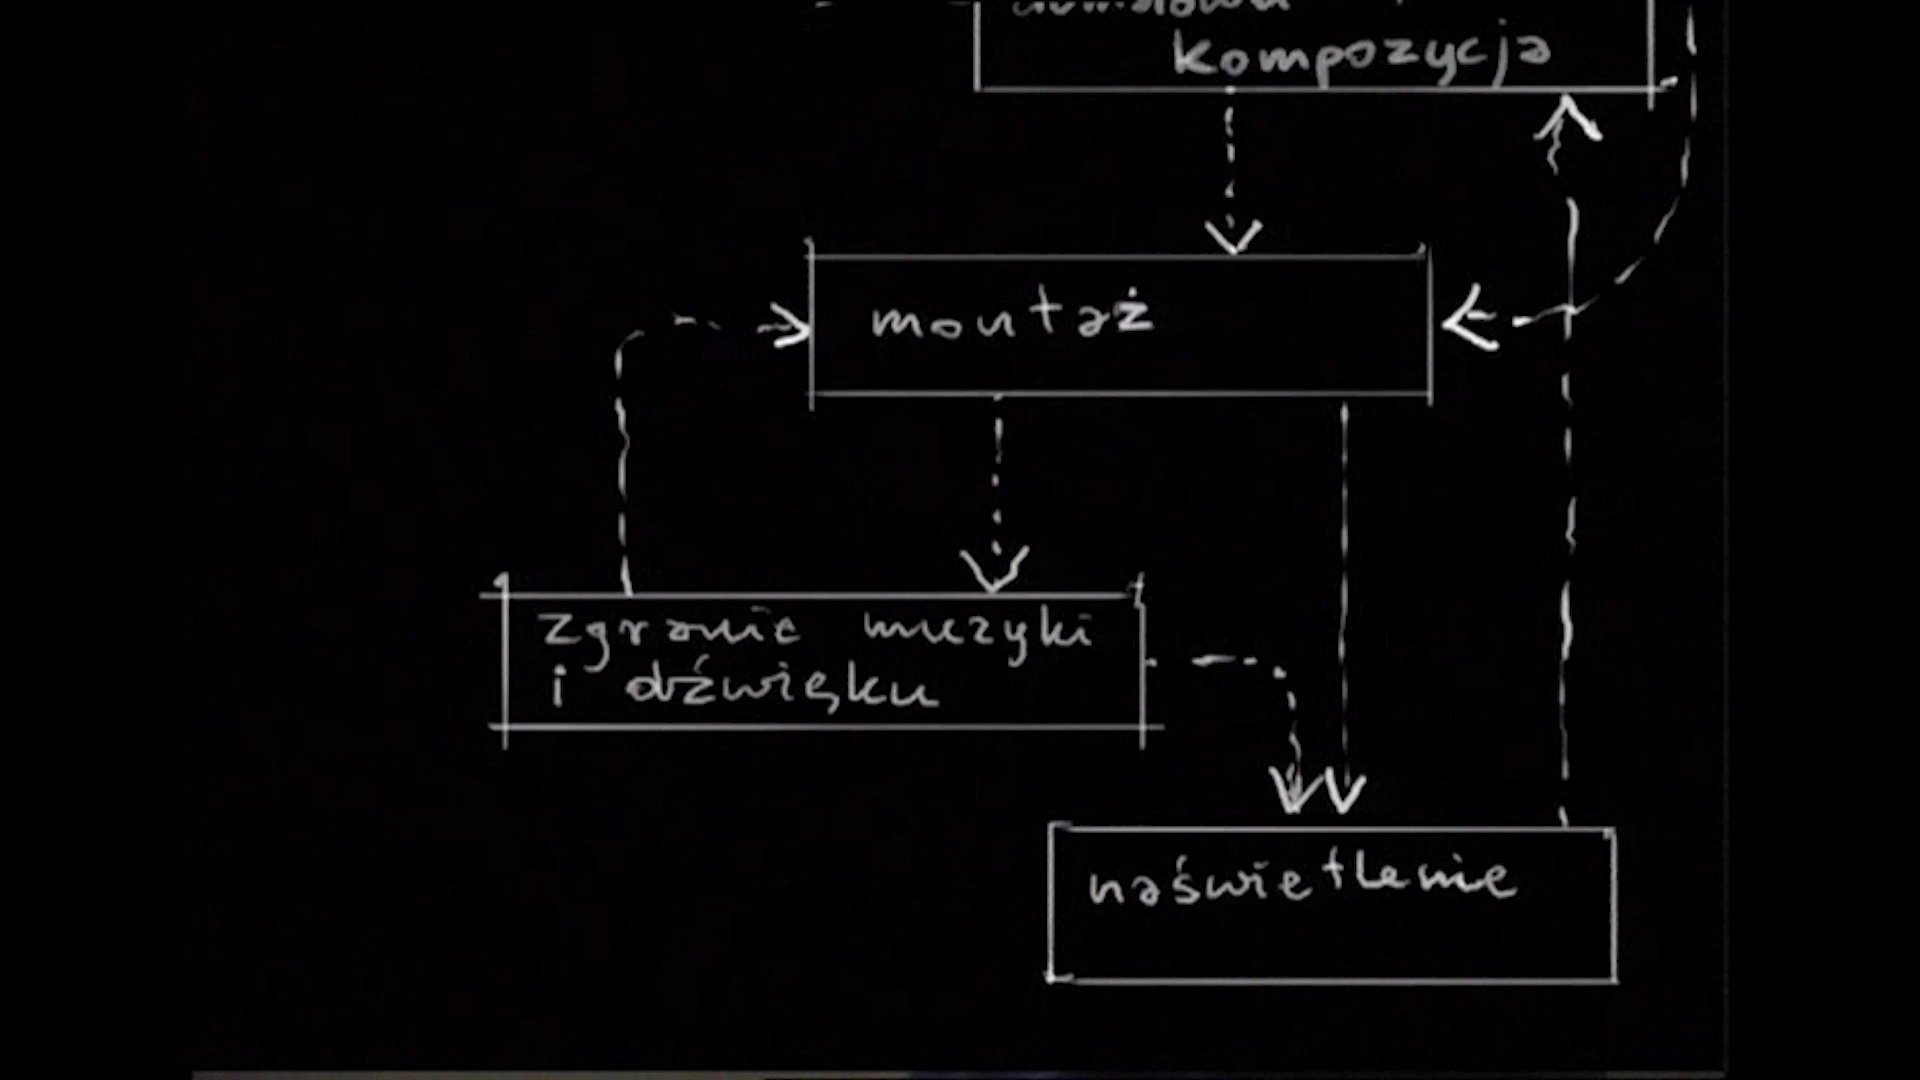 kompozycja
montaż
zgranie muzyki
i dźwięku
naświetlenie